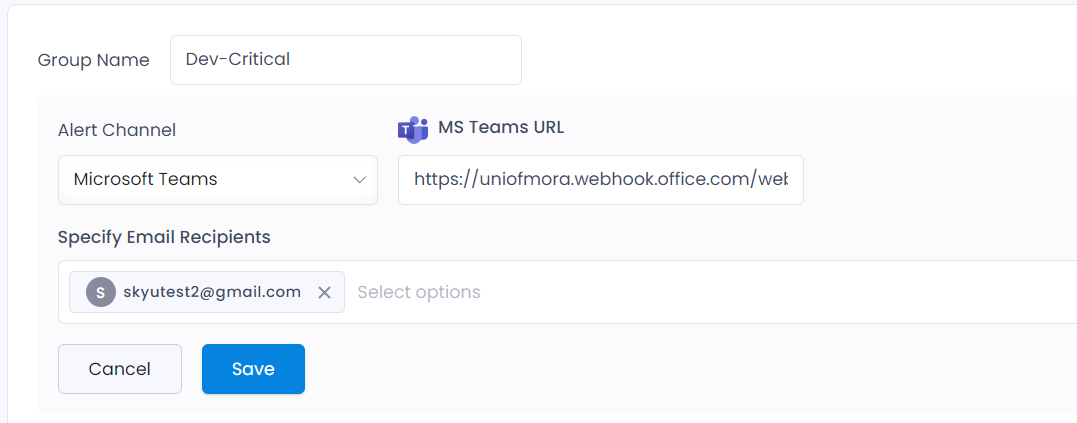 Group Name Dev-Critical
Alert Channel
T MS Teams URL
Microsoft Teams
https://uniofmora.webhook.office.com/web
Specify Email Recipients
S skyutest2@gmail.com Select options
Cancel Save